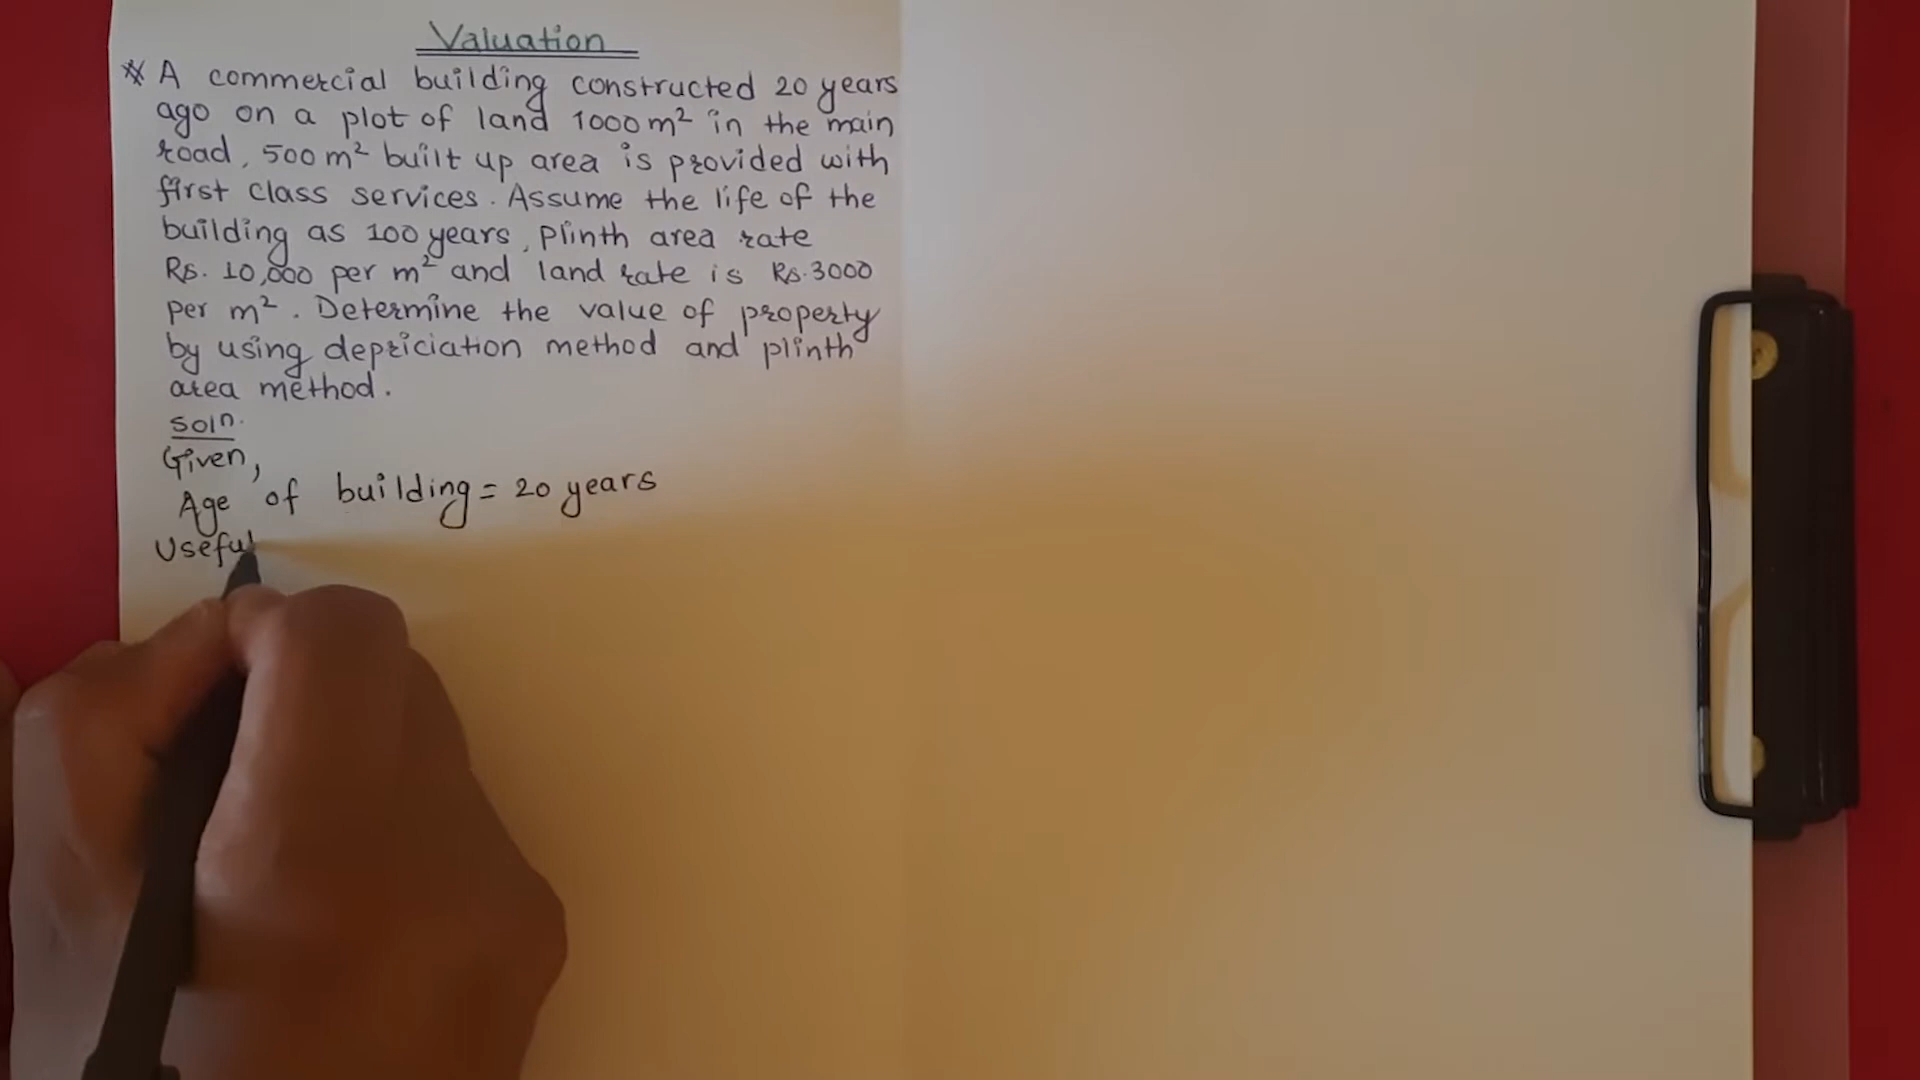 Valuation
* A commercial building constructed 20 years
ago on a plot of land 1000 m² in the main
road, 500 m² built up area is provided with
first class services. Assume the life of the
building as 100 years, plinth area rate
Rs. 10,000 per m² and land rate is Rs. 3000
per m². Determine the value of property
by using depriciation method and plinth
area method.
Soln.
Given,
Age of building = 20 years
Useful